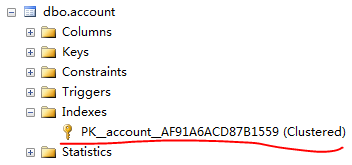 dbo.account
Columns
Keys
Constraints
Triggers
Indexes
PK__account__AF91A6ACD87B1559 (Clustered)
Statistics